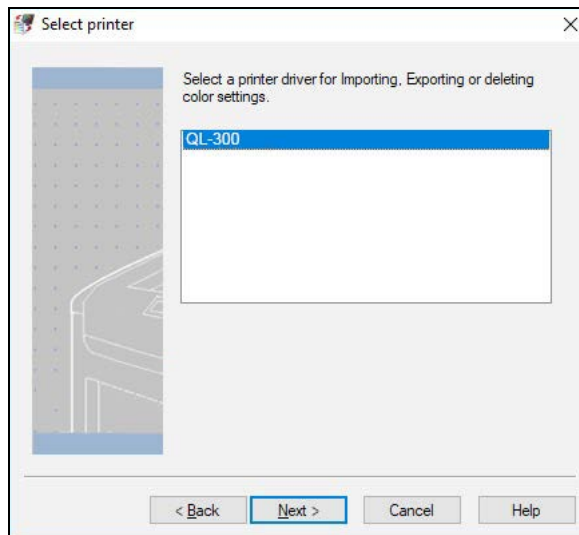 Select printer
Select a printer driver for Importing, Exporting or deleting
color settings.
QL-300
< Back
Next >
Cancel
Help